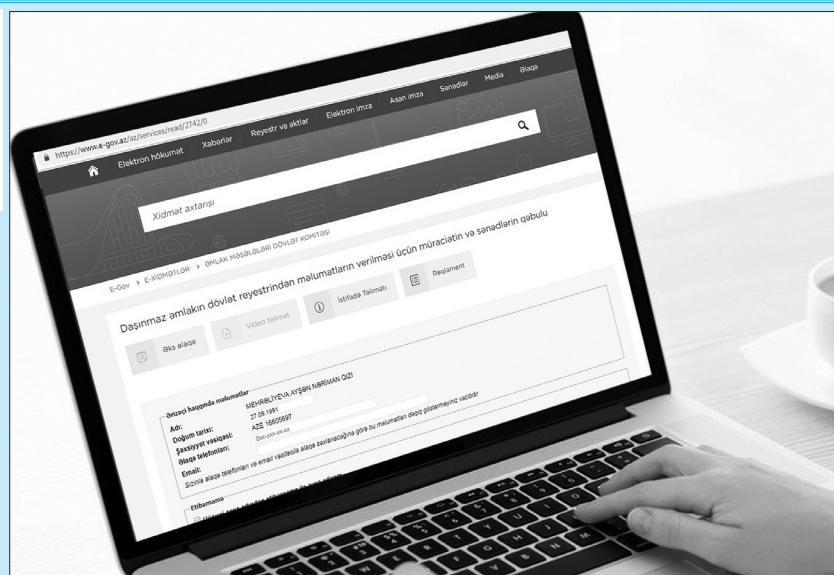 https://www.e-gov.az/az/services/read/2742/0
Elektron hökumət Xəbərlər Reyestr və aktlar Elektron imza Asan imza Sənədlər Media Əlaqə
Xidmət axtarışı
E-Gov > E-XİDMƏTLƏR > ƏMLAK MƏSƏLƏLƏRİ DÖVLƏT KOMİTƏSİ
Daşınmaz əmlakın dövlət reyestrindən məlumatların verilməsi üçün müraciətin və sənədlərin qəbulu
Əks əlaqə Video təlimat İstifadə Təlimatı Reqlament
Ərizəçi haqqında məlumatlar
Adı: MEHRƏLİYEVA AYŞƏN NƏRİMAN QIZI
Doğum tarixi: 27.09.1991
Şəxsiyyət vəsiqəsi: AZE 16605697
Əlaqə telefonları:
Email:
Sizinlə əlaqə telefonları və email vasitəsilə əlaqə saxlanacağına görə bu məlumatları dəqiq göstərməyiniz vacibdir
Etibarnamə